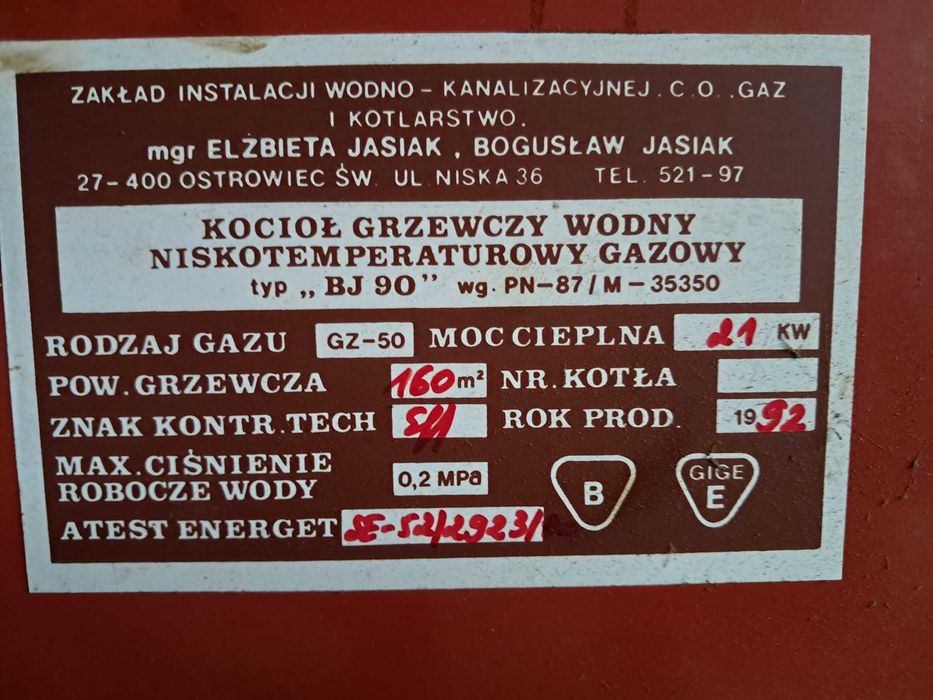 ZAKŁAD INSTALACJI WODNO - KANALIZACYJNEJ. C.O. ,GAZ
I KOTLARSTWO.
mgr ELŻBIETA JASIAK , BOGUSŁAW JASIAK
27-400 OSTROWIEC ŚW. UL NISKA 36 TEL. 521-97
KOCIOŁ GRZEWCZY WODNY
NISKOTEMPERATUROWY GAZOWY
typ „BJ 90" wg. PN-87/M-35350
RODZAJ GAZU GZ-50 MOC CIEPLNA 21 KW
POW. GRZEWCZA 160 m² NR. KOTŁA
ZNAK KONTR. TECH ROK PROD. 1992
MAX. CIŚNIENIE
ROBOCZE WODY 0,2 MPa
B
GIGE
E
ATEST ENERGET SE-52/2923/